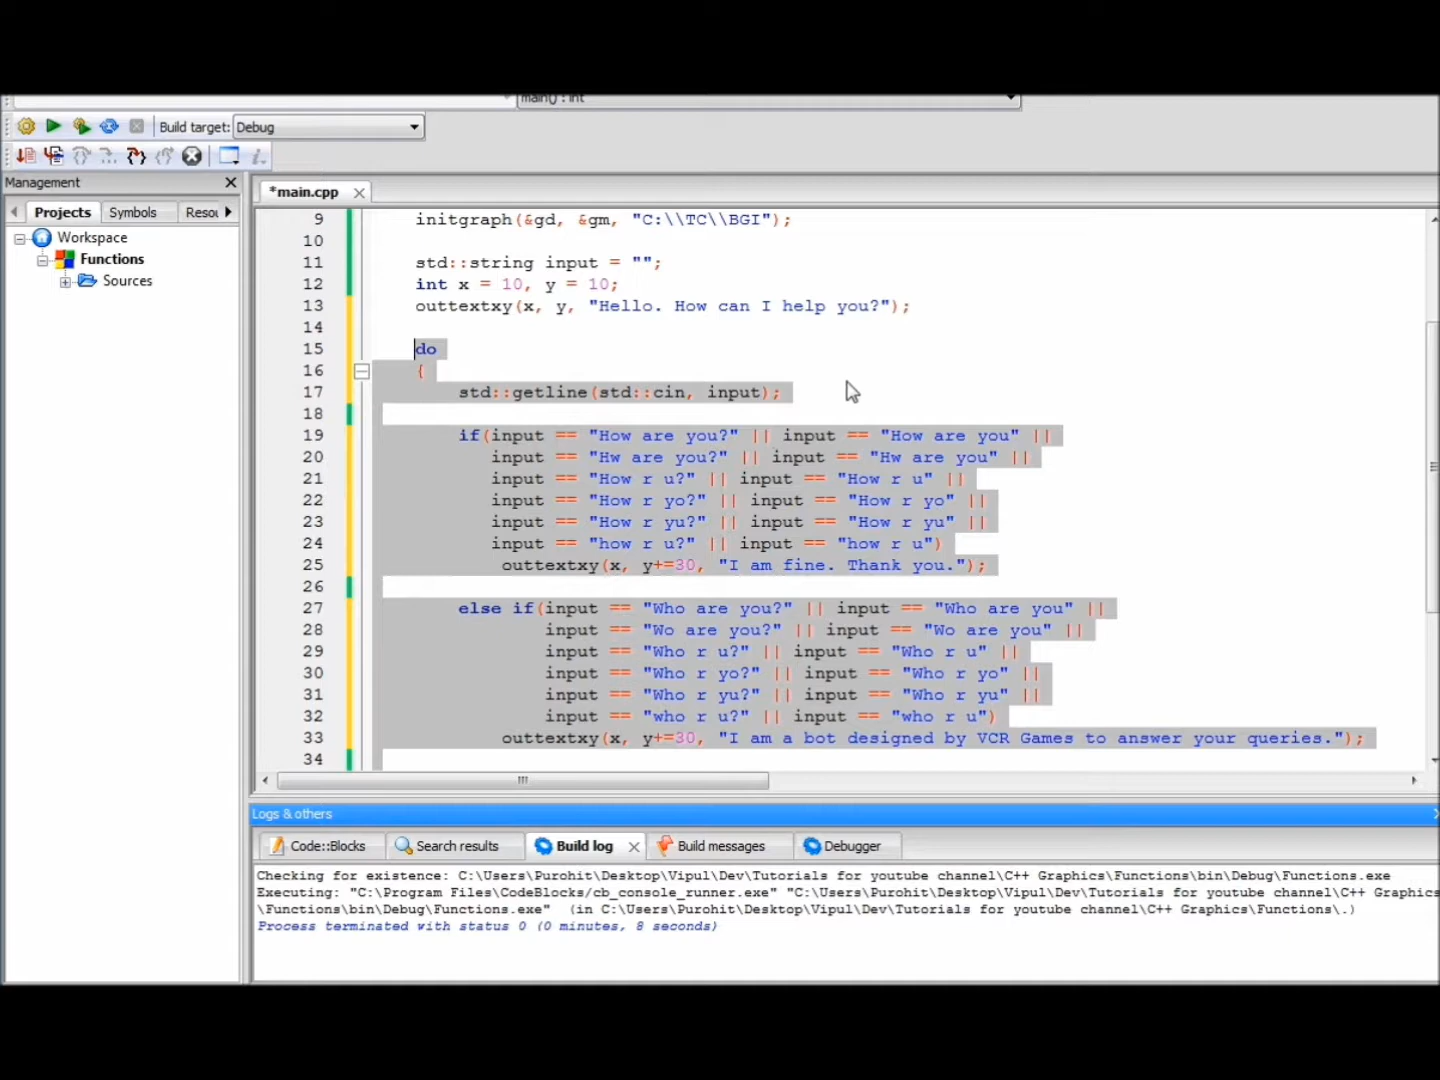 main() : int
Build target: Debug
Management
*main.cpp
Projects Symbols Resou
Workspace
Functions
Sources
9 initgraph(&gd, &gm, "C:\\TC\\BGI");
10
11 std::string input = "";
12 int x = 10, y = 10;
13 outtextxy(x, y, "Hello. How can I help you?");
14
15 do
16 {
17 std::getline(std::cin, input);
18
19 if(input == "How are you?" || input == "How are you" ||
20 input == "Hw are you?" || input == "Hw are you" ||
21 input == "How r u?" || input == "How r u" ||
22 input == "How r yo?" || input == "How r yo" ||
23 input == "How r yu?" || input == "How r yu" ||
24 input == "how r u?" || input == "how r u")
25 outtextxy(x, y+=30, "I am fine. Thank you.");
26
27 else if(input == "Who are you?" || input == "Who are you" ||
28 input == "Wo are you?" || input == "Wo are you" ||
29 input == "Who r u?" || input == "Who r u" ||
30 input == "Who r yo?" || input == "Who r yo" ||
31 input == "Who r yu?" || input == "Who r yu" ||
32 input == "who r u?" || input == "who r u")
33 outtextxy(x, y+=30, "I am a bot designed by VCR Games to answer your queries.");
34
Logs & others
Code::Blocks Search results Build log Build messages Debugger
Checking for existence: C:\Users\Purohit\Desktop\Vipul\Dev\Tutorials for youtube channel\C++ Graphics\Functions\bin\Debug\Functions.exe
Executing: "C:\Program Files\CodeBlocks/cb_console_runner.exe" "C:\Users\Purohit\Desktop\Vipul\Dev\Tutorials for youtube channel\C++ Graphics
\Functions\bin\Debug\Functions.exe" (in C:\Users\Purohit\Desktop\Vipul\Dev\Tutorials for youtube channel\C++ Graphics\Functions\.)
Process terminated with status 0 (0 minutes, 8 seconds)